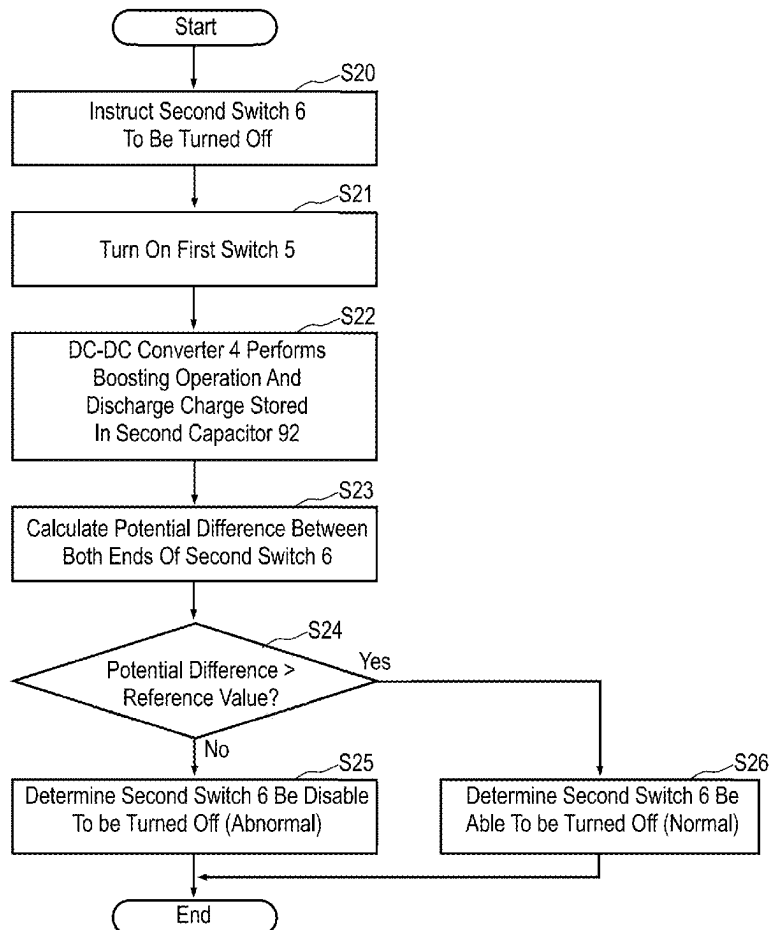 Start
S20
Instruct Second Switch 6
To Be Turned Off
S21
Turn On First Switch 5
S22
DC-DC Converter 4 Performs
Boosting Operation And
Discharge Charge Stored
In Second Capacitor 92
S23
Calculate Potential Difference Between
Both Ends Of Second Switch 6
S24
Potential Difference >
Reference Value?
Yes
No
S25
Determine Second Switch 6 Be Disable
To be Turned Off (Abnormal)
S26
Determine Second Switch 6 Be
Able To be Turned Off (Normal)
End